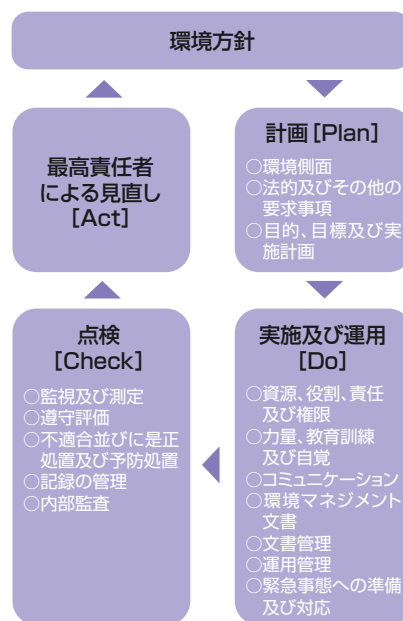 環境方針
最高責任者
による見直し
[Act]
計画[Plan]
○環境側面
○法的及びその他の
要求事項
○目的、目標及び実
施計画
点検
[Check]
○監視及び測定
○遵守評価
○不適合並びに是正
処置及び予防処置
○記録の管理
○内部監査
実施及び運用
[Do]
○資源、役割、責任
及び権限
○力量、教育訓練
及び自覚
○コミュニケーション
○環境マネジメント
文書
○文書管理
○運用管理
○緊急事態への準備
及び対応